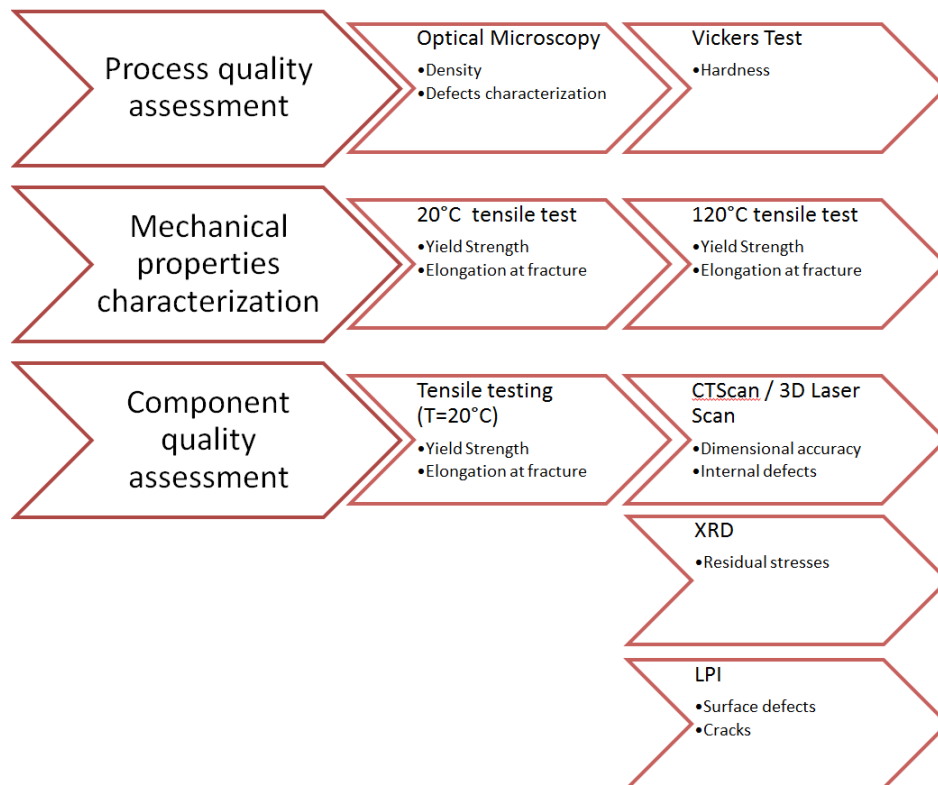 Process quality
assessment
Optical Microscopy
•Density
•Defects characterization
Vickers Test
•Hardness
Mechanical
properties
characterization
20°C tensile test
•Yield Strength
•Elongation at fracture
120°C tensile test
•Yield Strength
•Elongation at fracture
Component
quality
assessment
Tensile testing
(T=20°C)
•Yield Strength
•Elongation at fracture
CTScan / 3D Laser
Scan
•Dimensional accuracy
•Internal defects
XRD
•Residual stresses
LPI
•Surface defects
•Cracks